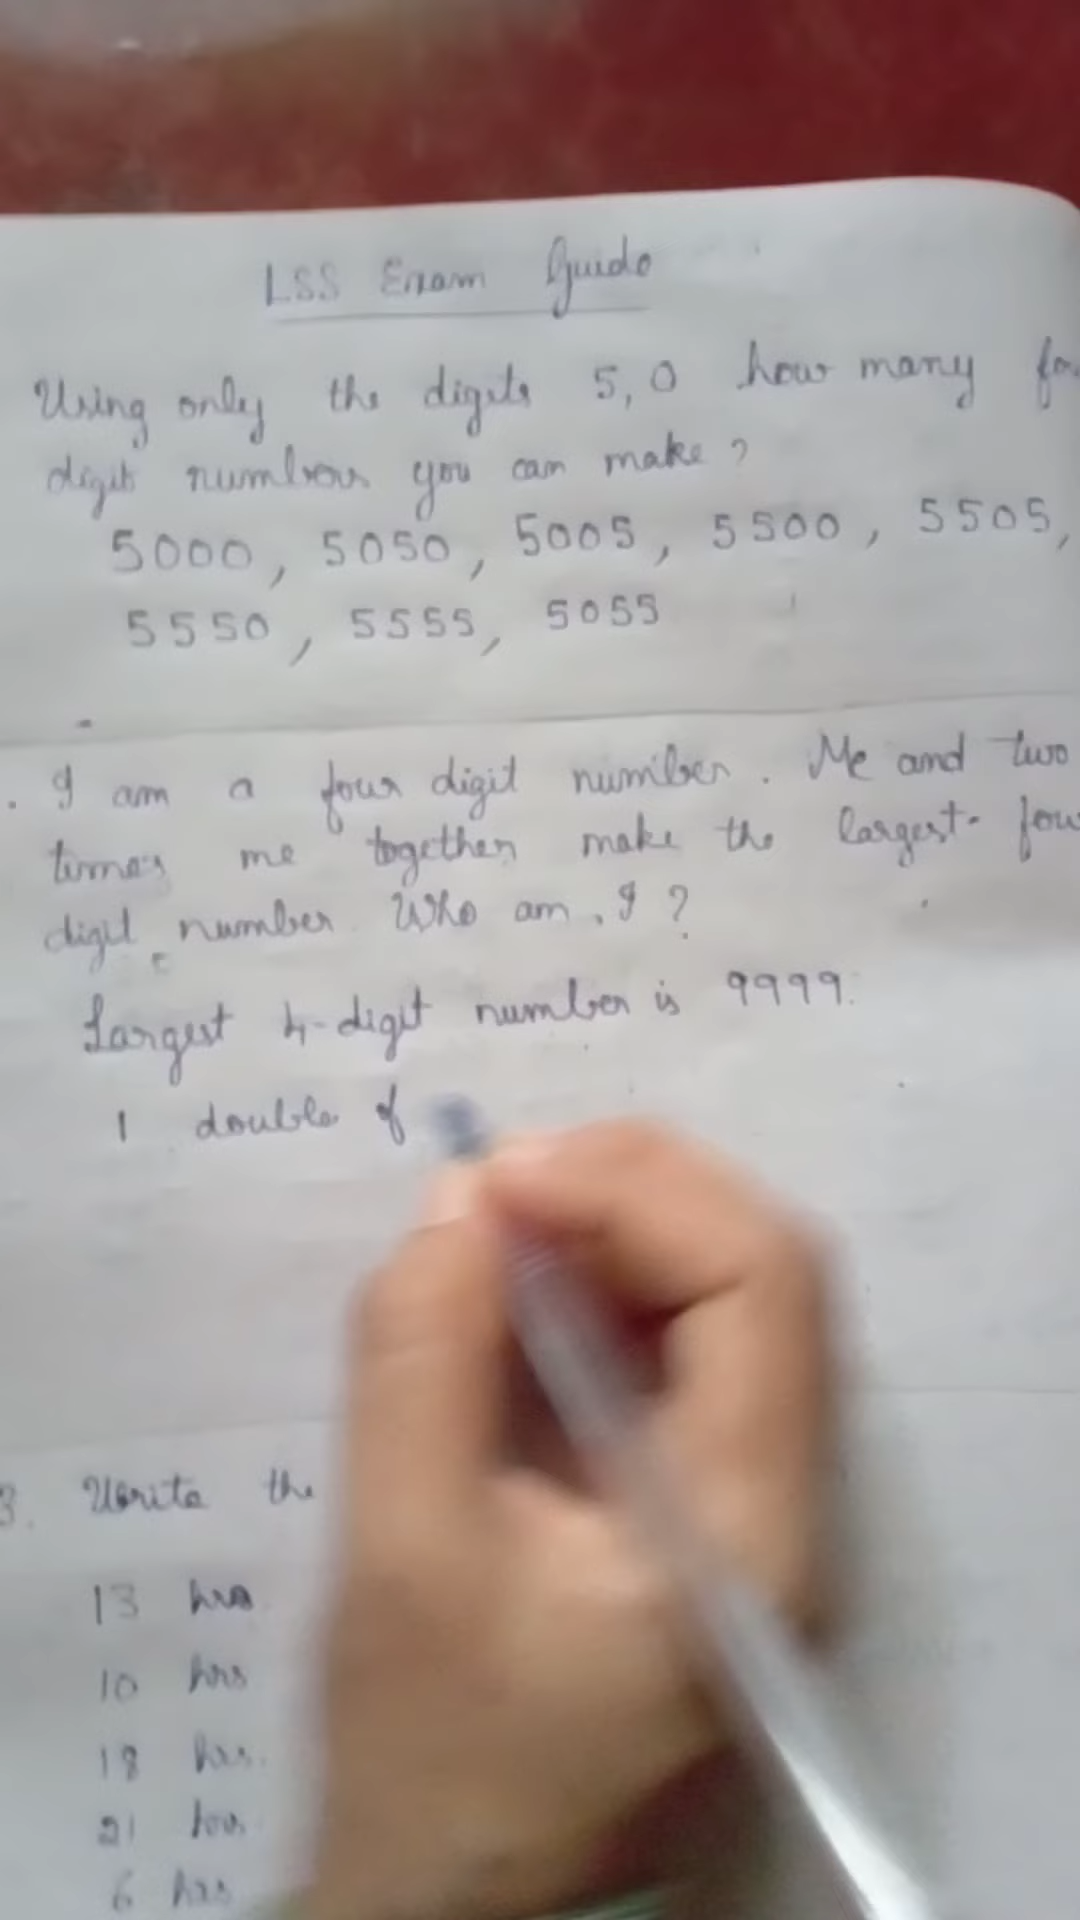 LSS Exam Guide
Using only the digits 5,0 how many
digit numbers you can make?
5000, 5050, 5005, 5500, 5505,
5550, 5555, 5055
. I am a four digit number. Me and two
times me together make the largest four
digit number. Who am I?
Largest 4-digit number is 9999.
1 double of
3. Write the
13 hrs
10 hrs
18 hrs.
21 hrs
6 hrs